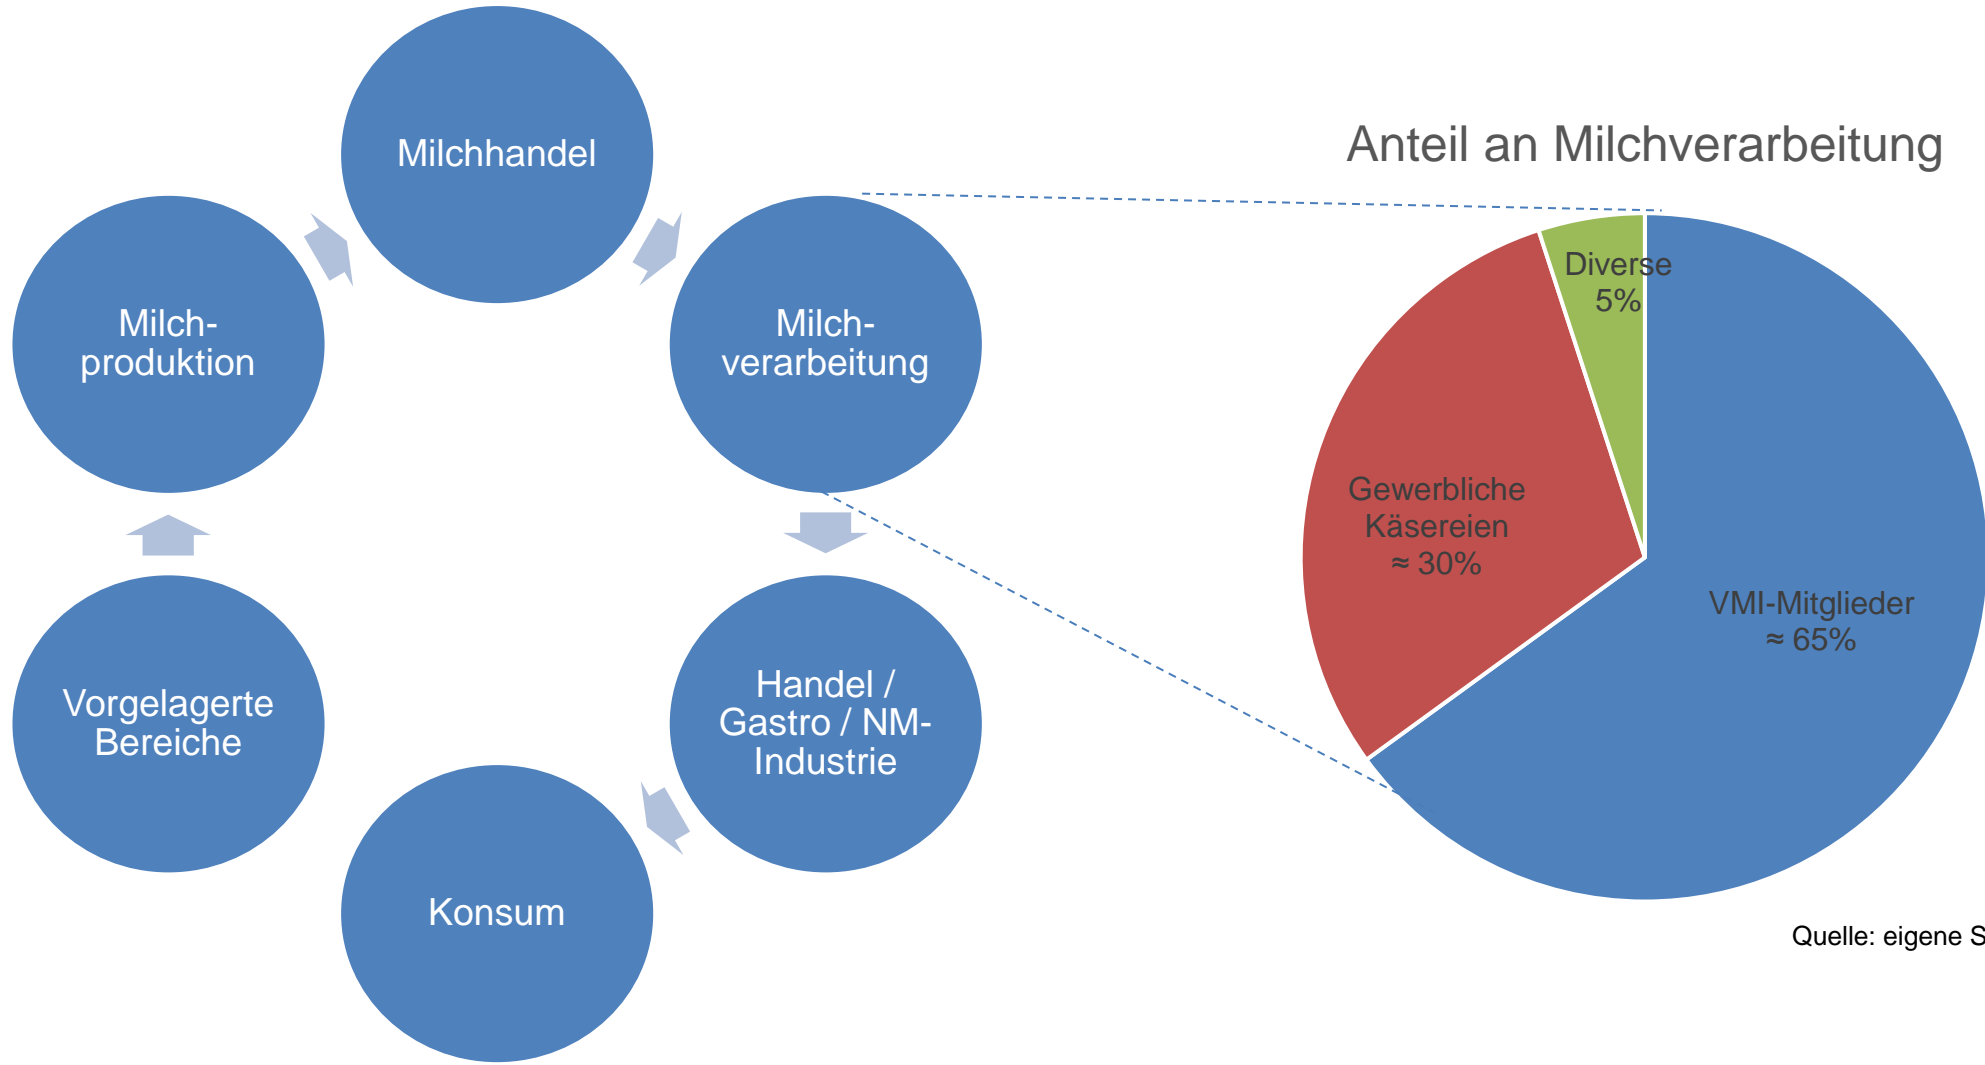 Milchhandel
Milch-
verarbeitung
Handel /
Gastro / NM-
Industrie
Konsum
Vorgelagerte
Bereiche
Milch-
produktion
Anteil an Milchverarbeitung
Diverse
5%
Gewerbliche
Käsereien
≈ 30%
VMI-Mitglieder
≈ 65%
Quelle: eigene